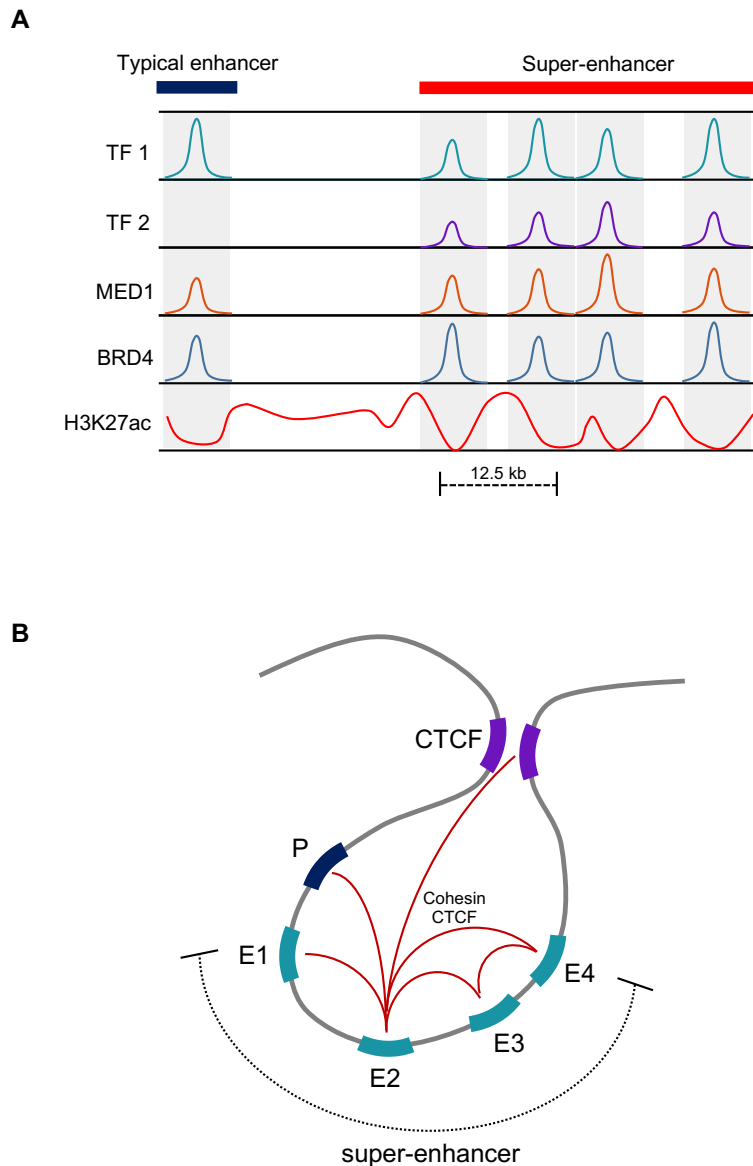 A
Typical enhancer
Super-enhancer
TF 1
TF 2
MED1
BRD4
H3K27ac
12.5 kb
B
CTCF
P
Cohesin
CTCF
E1
E4
E3
E2
super-enhancer